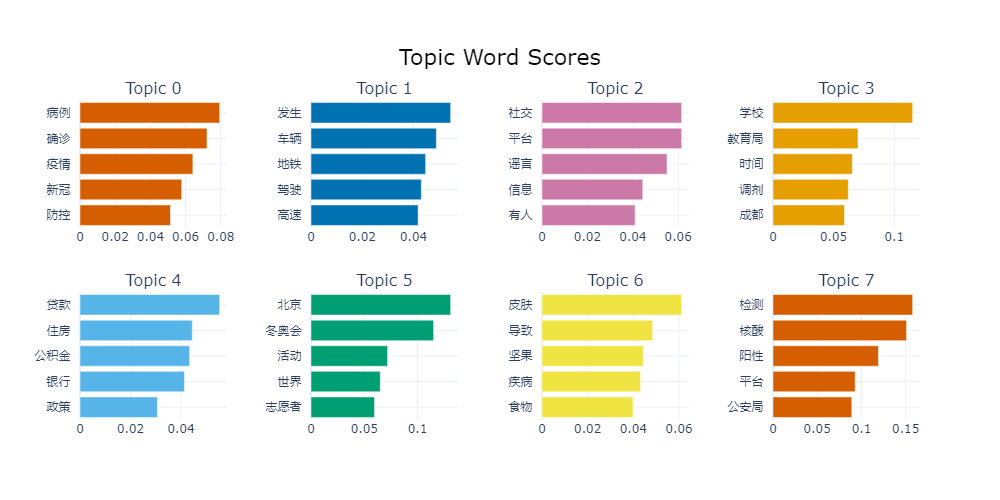 Topic Word Scores
Topic 0
病例
确诊
疫情
新冠
防控
0 0.02 0.04 0.06 0.08
Topic 1
发生
车辆
地铁
驾驶
高速
0 0.02 0.04
Topic 2
社交
平台
谣言
信息
有人
0 0.02 0.04 0.06
Topic 3
学校
教育局
时间
调剂
成都
0 0.05 0.1
Topic 4
贷款
住房
公积金
银行
政策
0 0.02 0.04
Topic 5
北京
冬奥会
活动
世界
志愿者
0 0.05 0.1
Topic 6
皮肤
导致
坚果
疾病
食物
0 0.02 0.04 0.06
Topic 7
检测
核酸
阳性
平台
公安局
0 0.05 0.1 0.15